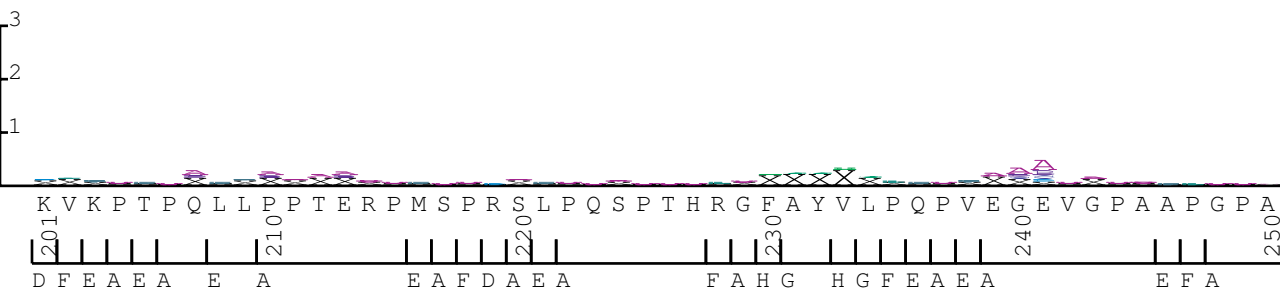 3
2
1
K V K P T P Q L L P P T E R P M S P R S L P Q S P T H R G F A Y V L P Q P V E G E V G P A A P G P A
201 210 220 230 240 250
D F E A E A E A E A F D A E A F A H G H G F E A E A E F A